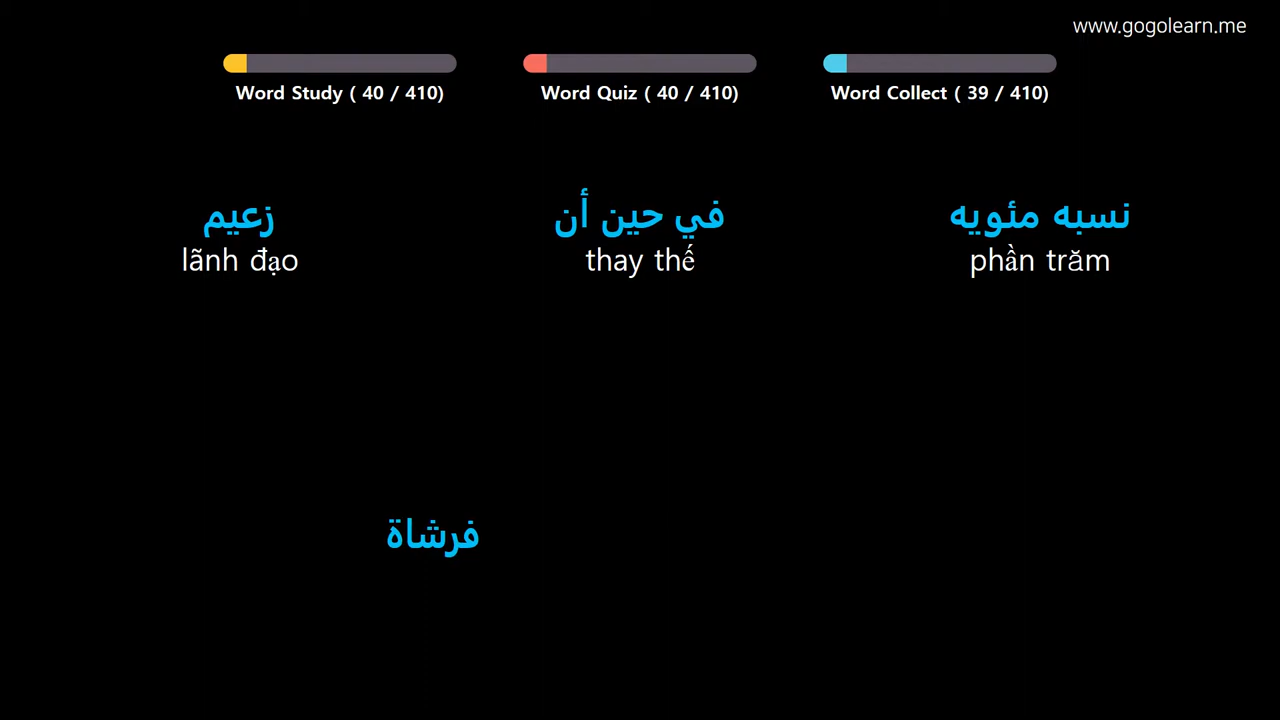 www.gogolearn.me
Word Study ( 40 / 410)
Word Quiz ( 40 / 410)
Word Collect ( 39 / 410)
زعيم
lãnh đạo
في حين أن
thay thế
نسبه مئويه
phần trăm
فرشاة